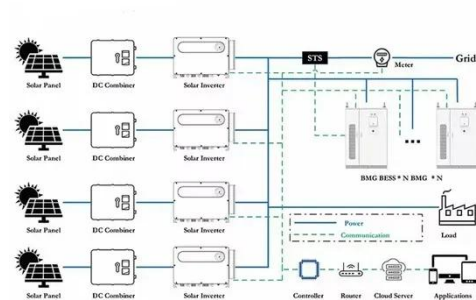 STS
Meter
Grid
Solar Panel
DC Combiner
Solar Inverter
Solar Panel
DC Combiner
Solar Inverter
BMG BESS * N BMG * N
Solar Panel
DC Combiner
Solar Inverter
Power
Communication
Load
Solar Panel
DC Combiner
Solar Inverter
Controller
Router
Cloud Server
Applications